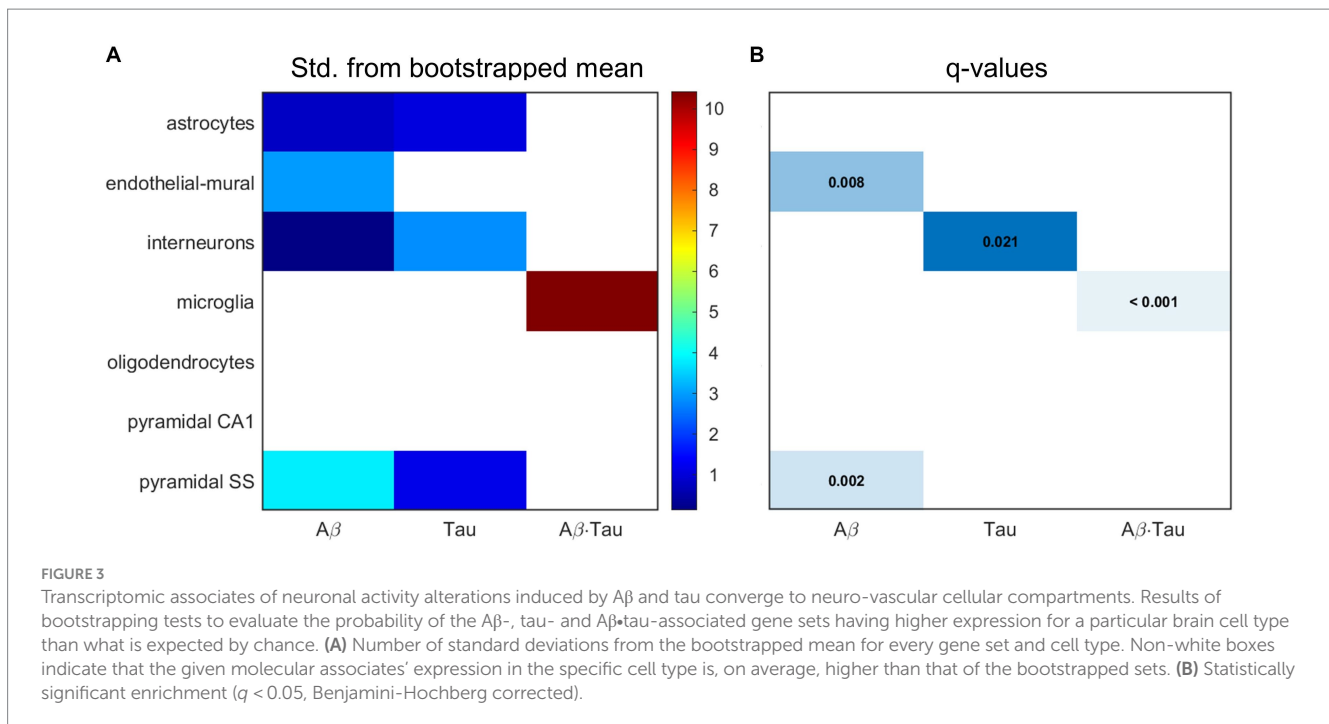 A
Std. from bootstrapped mean
astrocytes
endothelial-mural
interneurons
microglia
oligodendrocytes
pyramidal CA1
pyramidal SS
Aβ Tau Aβ·Tau
10
9
8
7
6
5
4
3
2
1
B
q-values
0.008
0.021
< 0.001
0.002
Aβ Tau Aβ·Tau
FIGURE 3
Transcriptomic associates of neuronal activity alterations induced by Aβ and tau converge to neuro-vascular cellular compartments. Results of
bootstrapping tests to evaluate the probability of the Aβ-, tau- and Aβ•tau-associated gene sets having higher expression for a particular brain cell type
than what is expected by chance. (A) Number of standard deviations from the bootstrapped mean for every gene set and cell type. Non-white boxes
indicate that the given molecular associates’ expression in the specific cell type is, on average, higher than that of the bootstrapped sets. (B) Statistically
significant enrichment (q < 0.05, Benjamini-Hochberg corrected).